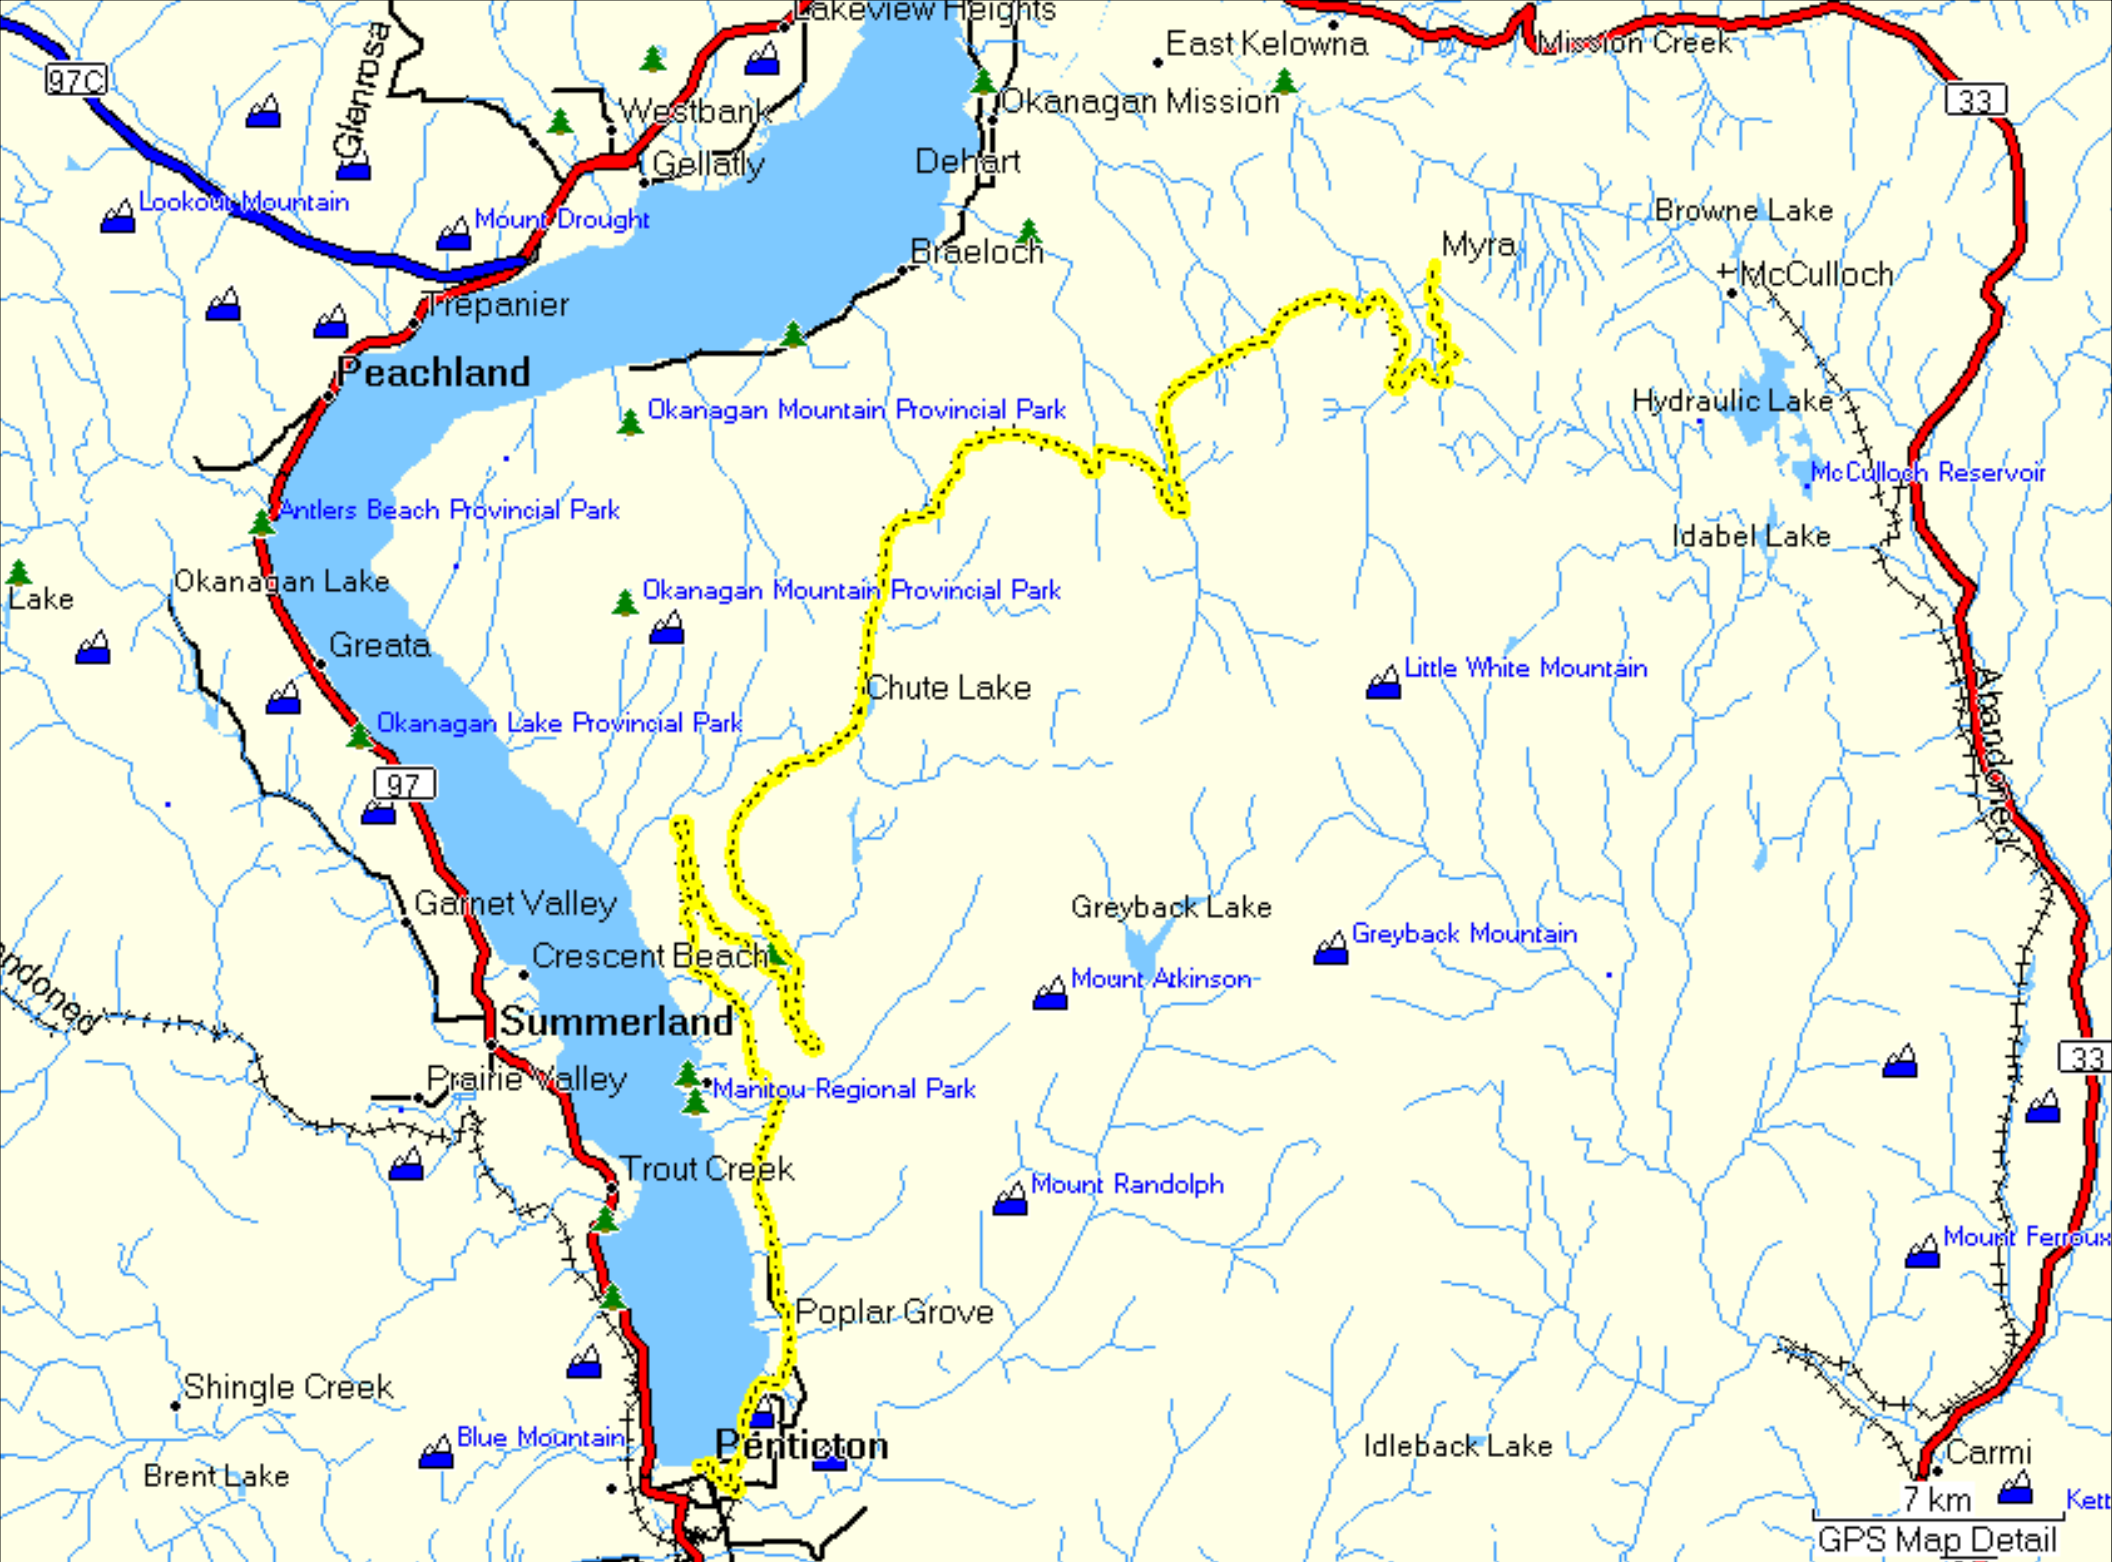 Lakeview Heights
East Kelowna
Mission Creek
97C
Glenrosa
33
Westbank
Okanagan Mission
Gellatly
Dehart
Lookout Mountain
Mount Drought
Browne Lake
Braeloch
Myra
McCulloch
Trepanier
Peachland
Okanagan Mountain Provincial Park
Hydraulic Lake
McCulloch Reservoir
Antlers Beach Provincial Park
Idabel Lake
Okanagan Lake
Lake
Okanagan Mountain Provincial Park
Greata
Little White Mountain
Chute Lake
Abandoned
Okanagan Lake Provincial Park
97
Garnet Valley
Greyback Lake
Greyback Mountain
Crescent Beach
Mount Atkinson
ndoned
Summerland
33
Prairie Valley
Manitou Regional Park
Trout Creek
Mount Randolph
Mount Ferroux
Poplar Grove
Shingle Creek
Blue Mountain
Penticton
Idleback Lake
Carmi
Brent Lake
7 km
Kett
GPS Map Detail